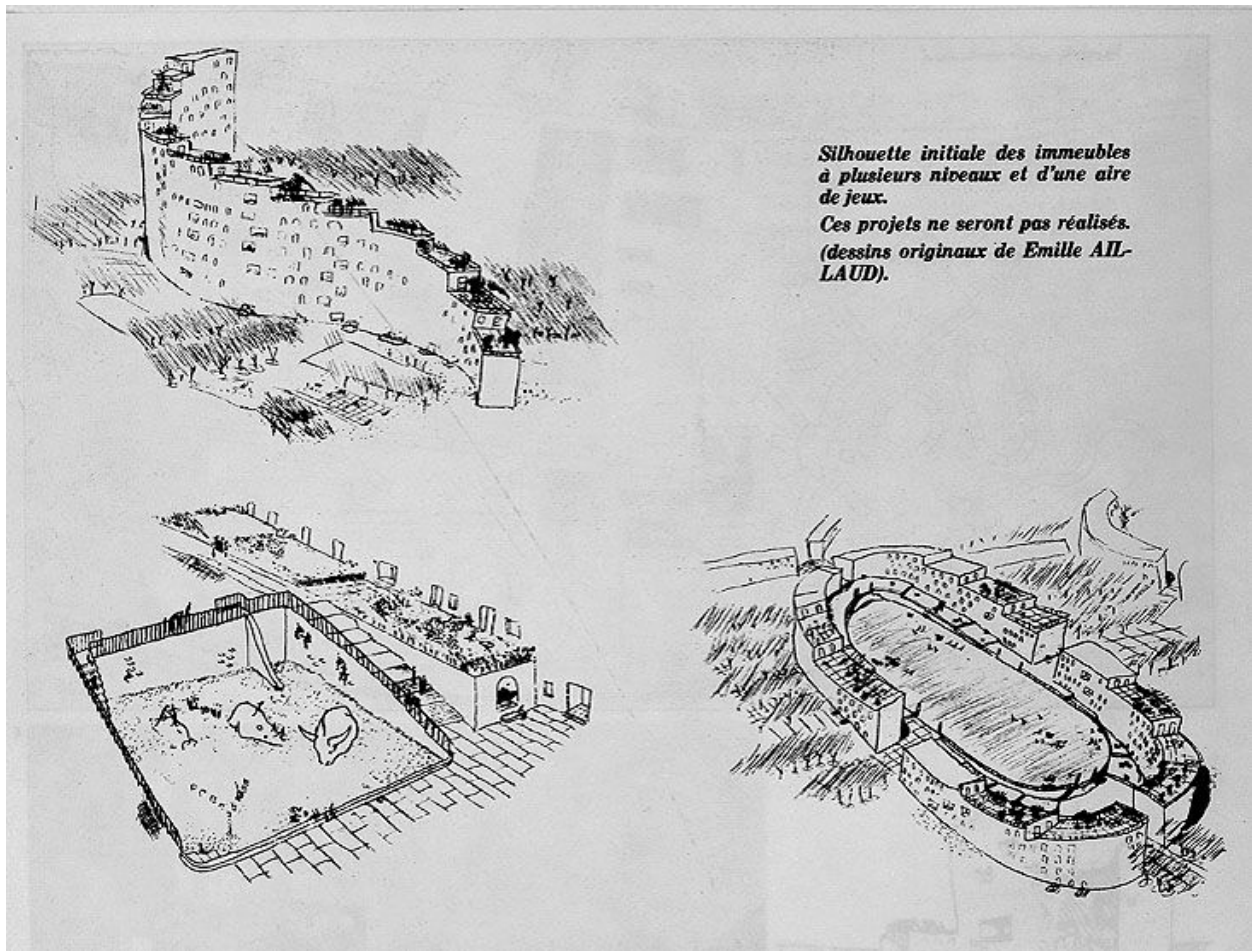 Silhouette initiale des immeubles
à plusieurs niveaux et d'une aire
de jeux.
Ces projets ne seront pas réalisés.
(dessins originaux de Emille AIL-
LAUD).